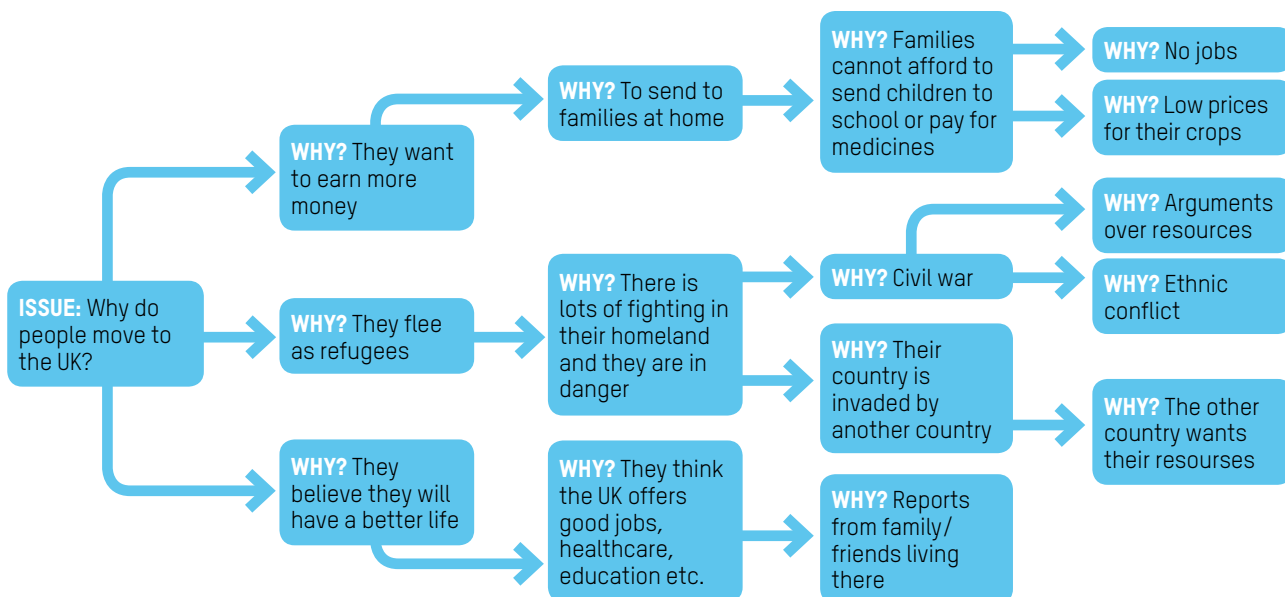 ISSUE: Why do
people move to
the UK?
WHY? They want
to earn more
money
WHY? To send to
families at home
WHY? Families
cannot afford to
send children to
school or pay for
medicines
WHY? No jobs
WHY? Low prices
for their crops
WHY? They flee
as refugees
WHY? There is
lots of fighting in
their homeland
and they are in
danger
WHY? Civil war
WHY? Arguments
over resources
WHY? Ethnic
conflict
WHY? Their
country is
invaded by
another country
WHY? The other
country wants
their resourses
WHY? They
believe they will
have a better life
WHY? They think
the UK offers
good jobs,
healthcare,
education etc.
WHY? Reports
from family/
friends living
there